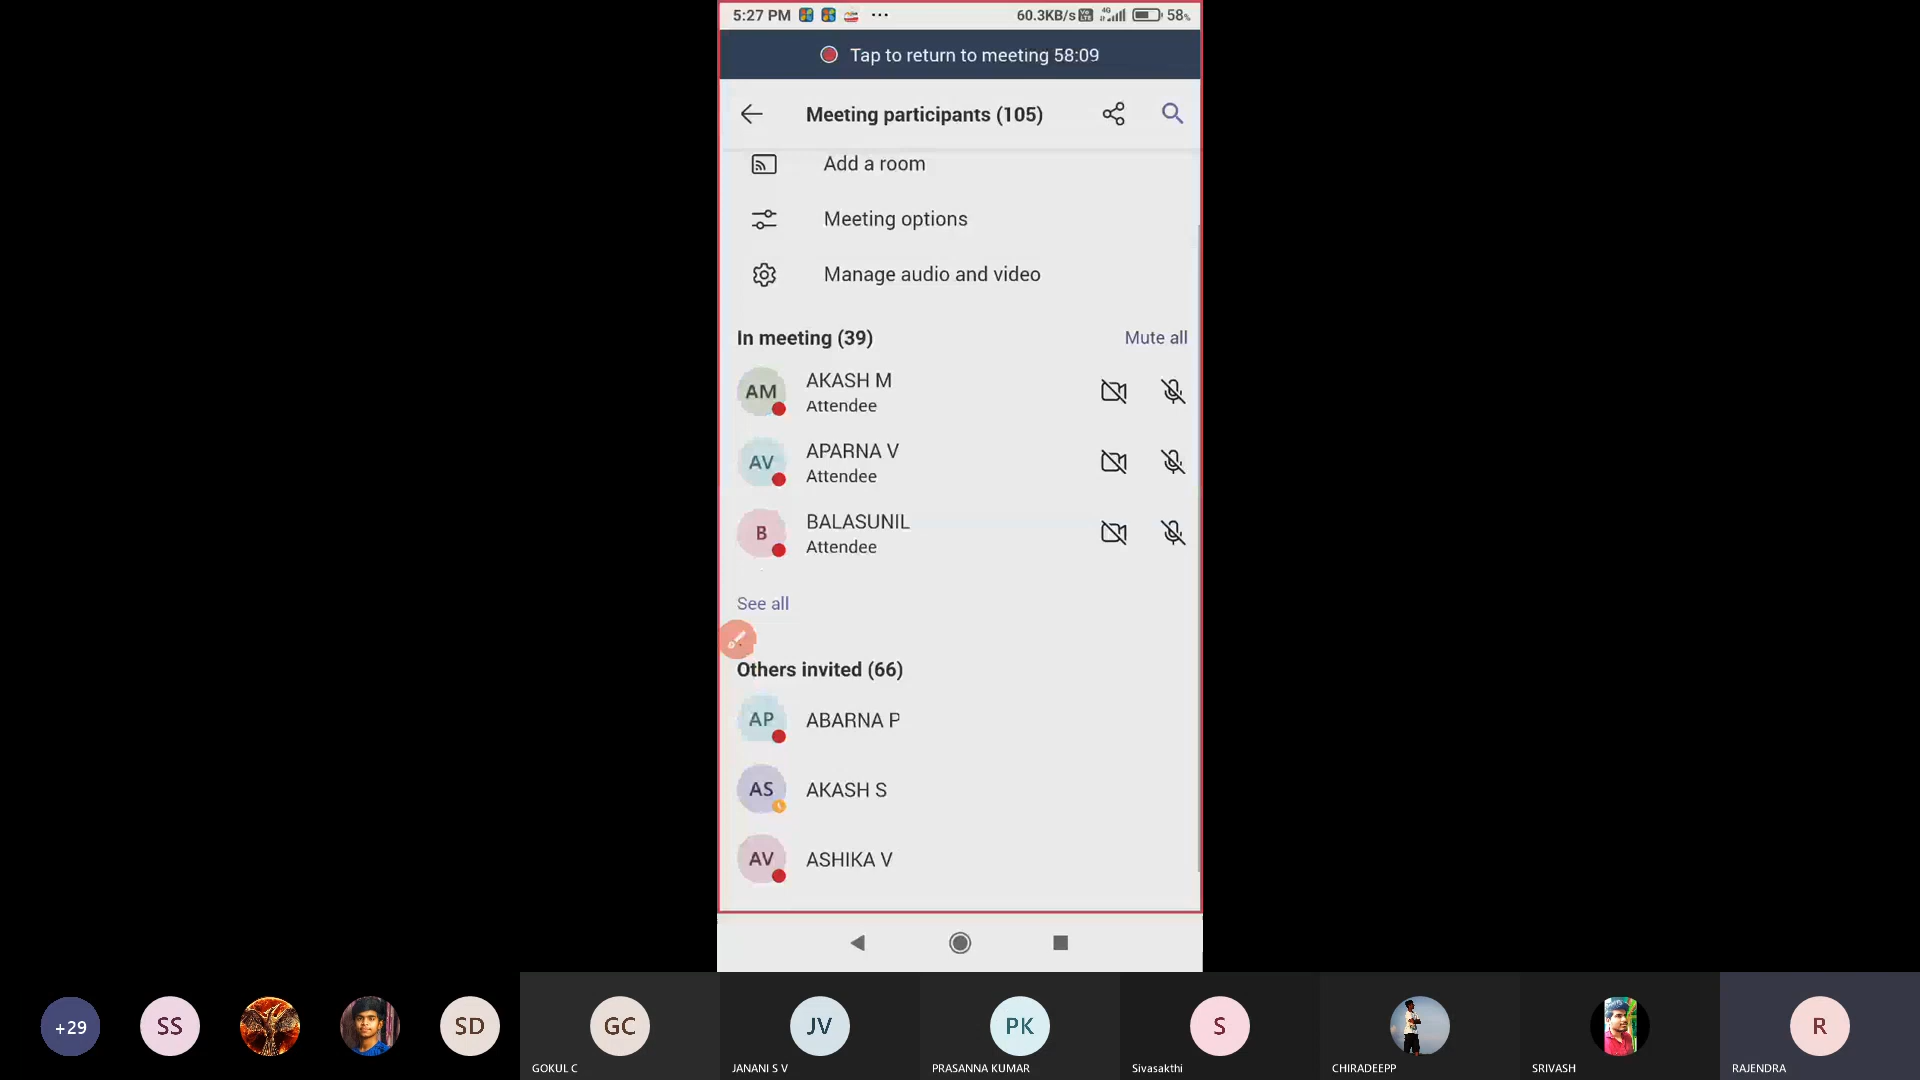 5:27 PM ... 60.3KB/s Vo LTE 4G 58%
Tap to return to meeting 58:09
Meeting participants (105)
Add a room
Meeting options
Manage audio and video
In meeting (39) Mute all
AM AKASH M
Attendee
AV APARNA V
Attendee
B BALASUNIL
Attendee
See all
Others invited (66)
AP ABARNA P
AS AKASH S
AV ASHIKA V
+29 SS SD GC JV PK S R
GOKUL C JANANI S V PRASANNA KUMAR Sivasakthi CHIRADEEPP SRIVASH RAJENDRA